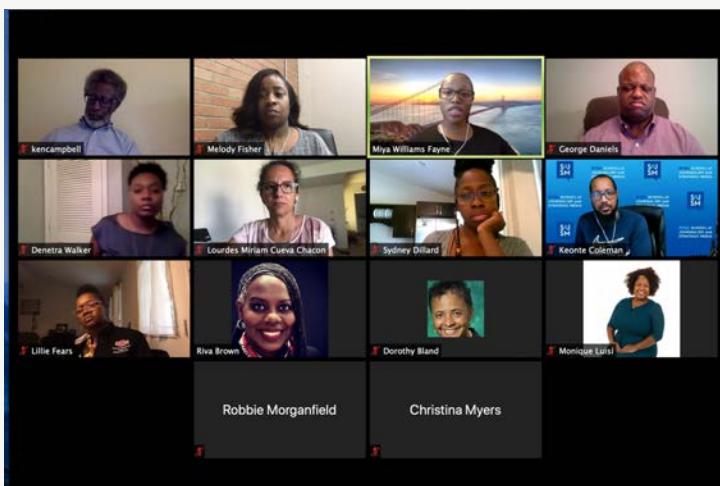 kencampbell
Melody Fisher
Miya Williams Fayne
George Daniels
Denetra Walker
Lourdes Miriam Cueva Chacon
Sydney Dillard
Keonte Coleman
Lillie Fears
Riva Brown
Dorothy Bland
Monique Luisi
Robbie Morganfield
Christina Myers